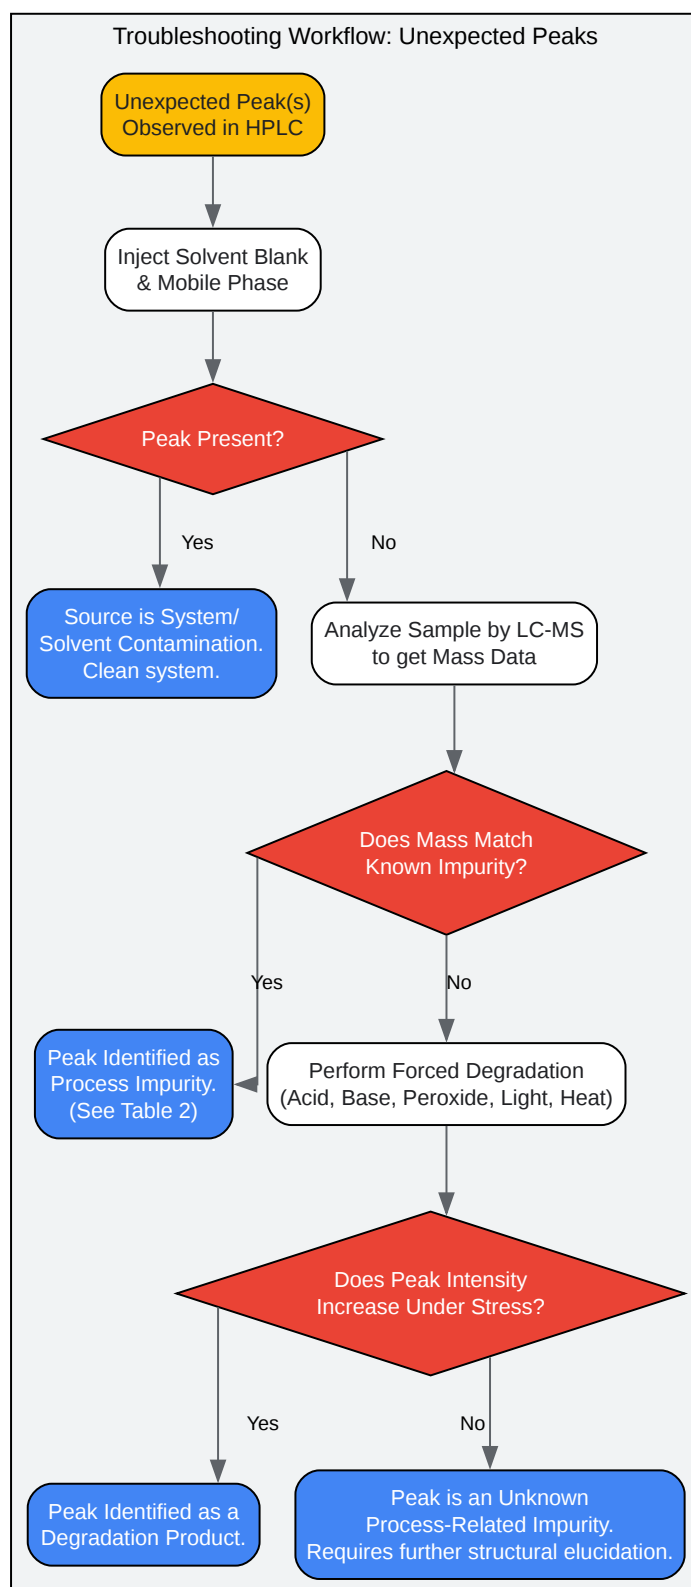 Troubleshooting Workflow: Unexpected Peaks
Unexpected Peak(s)
Observed in HPLC
Inject Solvent Blank
& Mobile Phase
Peak Present?
Yes
No
Source is System/
Solvent Contamination.
Clean system.
Analyze Sample by LC-MS
to get Mass Data
Does Mass Match
Known Impurity?
Yes
No
Peak Identified as
Process Impurity.
(See Table 2)
Perform Forced Degradation
(Acid, Base, Peroxide, Light, Heat)
Does Peak Intensity
Increase Under Stress?
Yes
No
Peak Identified as a
Degradation Product.
Peak is an Unknown
Process-Related Impurity.
Requires further structural elucidation.